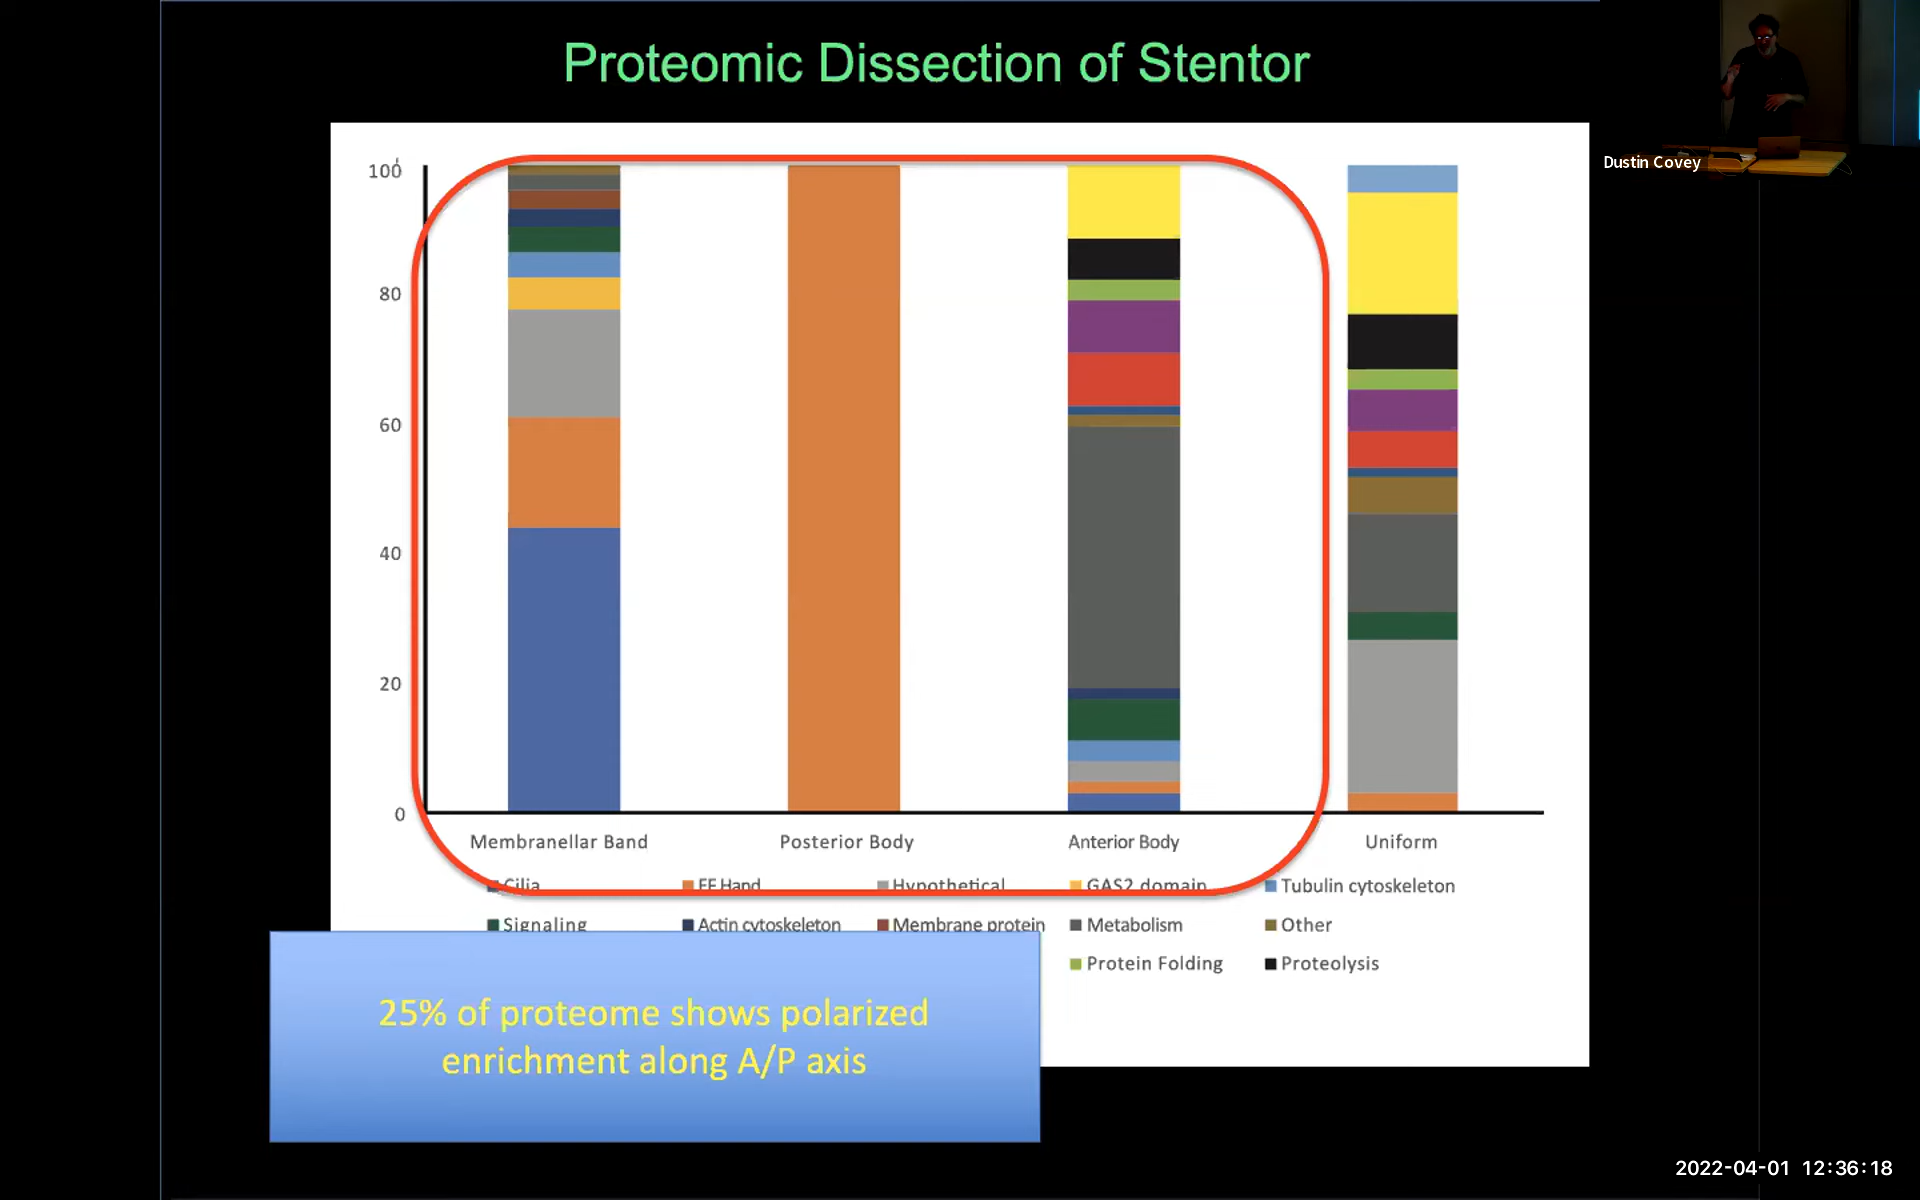 Proteomic Dissection of Stentor
Dustin Covey
100
80
60
40
20
0
Membranellar Band Posterior Body Anterior Body Uniform
Cilia EF Hand Hypothetical GAS2 domain Tubulin cytoskeleton
Signaling Actin cytoskeleton Membrane protein Metabolism Other
Protein Folding Proteolysis
25% of proteome shows polarized
enrichment along A/P axis
2022-04-01 12:36:18